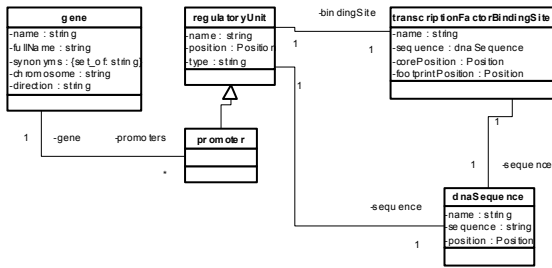 gene
-name : string
-fullName : string
-synonyms : {set_of: string}
-chromosome : string
-direction : string
regulatoryUnit
-name : string
-position : Position
-type : string
-bindingSite
1
1
transcriptionFactorBindingSite
-name : string
-sequence : dnaSequence
-corePosition : Position
-footprintPosition : Position
1
1
1
-gene
-promoters
*
promoter
1
-sequence
-sequence
1
dnaSequence
-name : string
-sequence : string
-position : Position